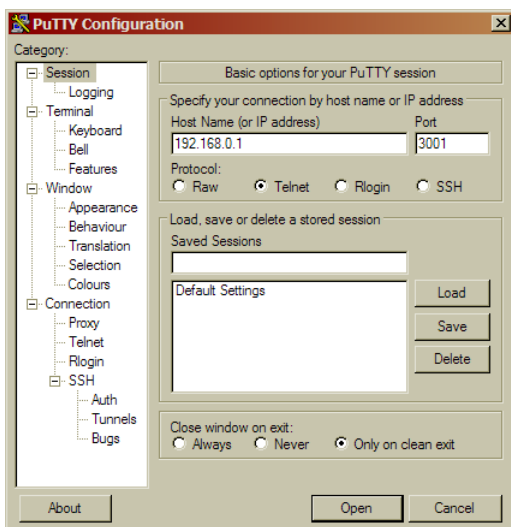 PuTTY Configuration
Category:
Session
Logging
Terminal
Keyboard
Bell
Features
Window
Appearance
Behaviour
Translation
Selection
Colours
Connection
Proxy
Telnet
Rlogin
SSH
Auth
Tunnels
Bugs
Basic options for your PuTTY session
Specify your connection by host name or IP address
Host Name (or IP address) Port
192.168.0.1 3001
Protocol:
Raw Telnet Rlogin SSH
Load, save or delete a stored session
Saved Sessions
Default Settings
Load
Save
Delete
Close window on exit:
Always Never Only on clean exit
About Open Cancel